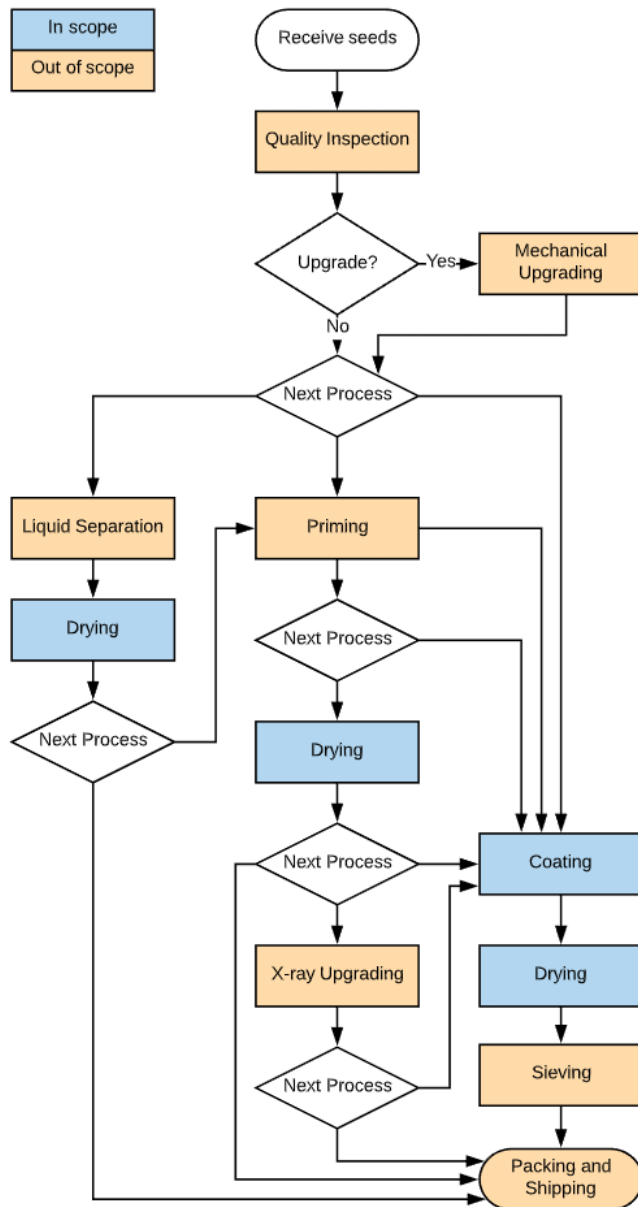 In scope
Out of scope
Receive seeds
Quality Inspection
Upgrade?
Yes
Mechanical
Upgrading
No
Next Process
Liquid Separation
Priming
Drying
Next Process
Next Process
Drying
Next Process
Coating
X-ray Upgrading
Drying
Next Process
Sieving
Packing and
Shipping